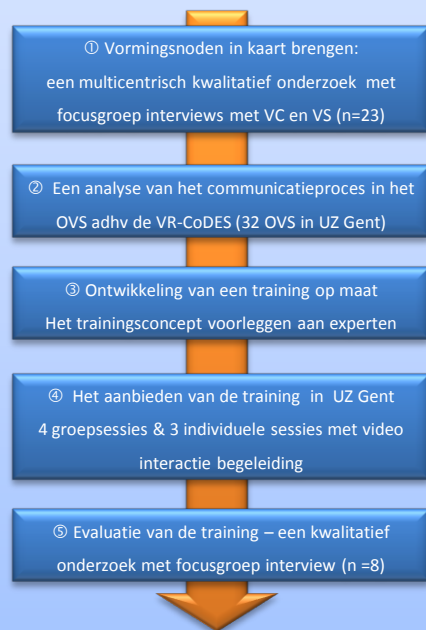 ① Vormingsnoden in kaart brengen:
een multicentrisch kwalitatief onderzoek met
focusgroep interviews met VC en VS (n=23)
② Een analyse van het communicatieproces in het
OVS adhv de VR-CoDES (32 OVS in UZ Gent)
③ Ontwikkeling van een training op maat
Het trainingsconcept voorleggen aan experten
④ Het aanbieden van de training in UZ Gent
4 groepsessies & 3 individuele sessies met video
interactie begeleiding
⑤ Evaluatie van de training – een kwalitatief
onderzoek met focusgroep interview (n =8)